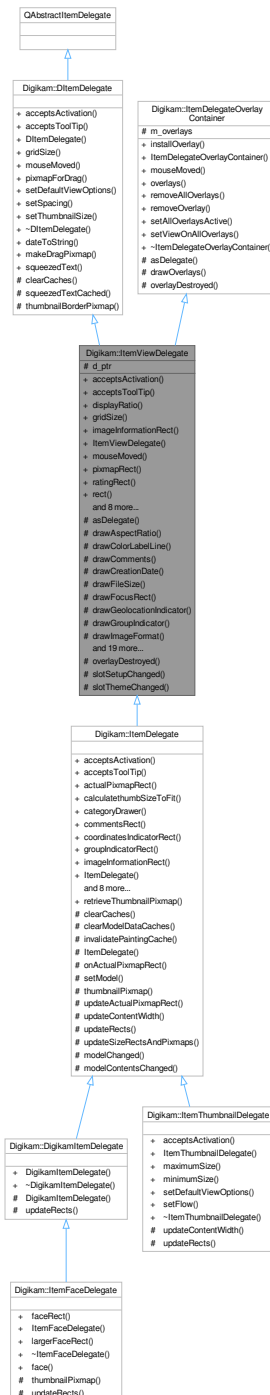 QAbstractItemDelegate
Digikam::DItemDelegate
+ acceptsActivation()
+ acceptsToolTip()
+ DItemDelegate()
+ gridSize()
+ mouseMoved()
+ pixmapForDrag()
+ setDefaultViewOptions()
+ setSpacing()
+ setThumbnailSize()
+ ~DItemDelegate()
+ dateToString()
+ makeDragPixmap()
+ squeezedText()
# clearCaches()
# squeezedTextCached()
# thumbnailBorderPixmap()
Digikam::ItemDelegateOverlay
Container
# m_overlays
+ installOverlay()
+ ItemDelegateOverlayContainer()
+ mouseMoved()
+ overlays()
+ removeAllOverlays()
+ removeOverlay()
+ setAllOverlaysActive()
+ setViewOnAllOverlays()
+ ~ItemDelegateOverlayContainer()
# asDelegate()
# drawOverlays()
# overlayDestroyed()
Digikam::ItemViewDelegate
# d_ptr
+ acceptsActivation()
+ acceptsToolTip()
+ displayRatio()
+ gridSize()
+ imageInformationRect()
+ ItemViewDelegate()
+ mouseMoved()
+ pixmapRect()
+ ratingRect()
+ rect()
and 8 more...
# asDelegate()
# drawAspectRatio()
# drawColorLabelLine()
# drawComments()
# drawCreationDate()
# drawFileSize()
# drawFocusRect()
# drawGeolocationIndicator()
# drawGroupIndicator()
# drawImageFormat()
and 19 more...
# overlayDestroyed()
# slotSetupChanged()
# slotThemeChanged()
Digikam::ItemDelegate
+ acceptsActivation()
+ acceptsToolTip()
+ actualPixmapRect()
+ calculatethumbSizeToFit()
+ categoryDrawer()
+ commentsRect()
+ coordinatesIndicatorRect()
+ groupIndicatorRect()
+ imageInformationRect()
+ ItemDelegate()
and 8 more...
+ retrieveThumbnailPixmap()
# clearCaches()
# clearModelDataCaches()
# invalidatePaintingCache()
# ItemDelegate()
# onActualPixmapRect()
# setModel()
# thumbnailPixmap()
# updateActualPixmapRect()
# updateContentWidth()
# updateRects()
# updateSizeRectsAndPixmaps()
# modelChanged()
# modelContentsChanged()
Digikam::DigikamItemDelegate
+ DigikamItemDelegate()
+ ~DigikamItemDelegate()
# DigikamItemDelegate()
# updateRects()
Digikam::ItemThumbnailDelegate
+ acceptsActivation()
+ ItemThumbnailDelegate()
+ maximumSize()
+ minimumSize()
+ setDefaultViewOptions()
+ setFlow()
+ ~ItemThumbnailDelegate()
# updateContentWidth()
# updateRects()
Digikam::ItemFaceDelegate
+ faceRect()
+ ItemFaceDelegate()
+ largerFaceRect()
+ ~ItemFaceDelegate()
+ face()
# thumbnailPixmap()
# updateRects()